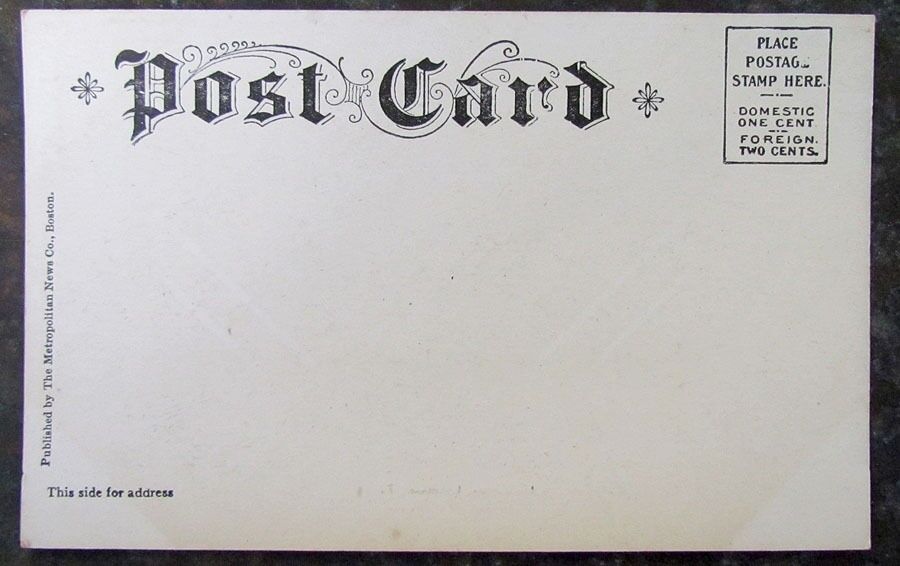 Post Card
PLACE
POSTAGE
STAMP HERE.
DOMESTIC
ONE CENT
FOREIGN.
TWO CENTS.
Published by The Metropolitan News Co., Boston.
This side for address